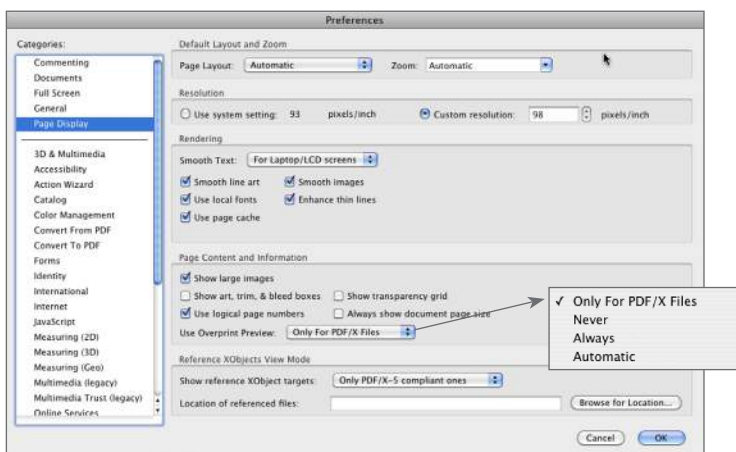 Preferences
Categories:
Commenting
Documents
Full Screen
General
Page Display
3D & Multimedia
Accessibility
Action Wizard
Catalog
Color Management
Convert From PDF
Convert To PDF
Forms
Identity
International
Internet
JavaScript
Measuring (2D)
Measuring (3D)
Measuring (Geo)
Multimedia (legacy)
Multimedia Trust (legacy)
Online Services
Default Layout and Zoom
Page Layout: Automatic Zoom: Automatic
Resolution
Use system setting: 93 pixels/inch Custom resolution: 98 pixels/inch
Rendering
Smooth Text: For Laptop/LCD screens
Smooth line art Smooth images
Use local fonts Enhance thin lines
Use page cache
Page Content and Information
Show large images
Show art, trim, & bleed boxes Show transparency grid
Use logical page numbers Always show document page size
Use Overprint Preview: Only For PDF/X Files
✓ Only For PDF/X Files
Never
Always
Automatic
Reference XObjects View Mode
Show reference XObject targets: Only PDF/X-5 compliant ones
Location of referenced files: Browse for Location...
Cancel OK